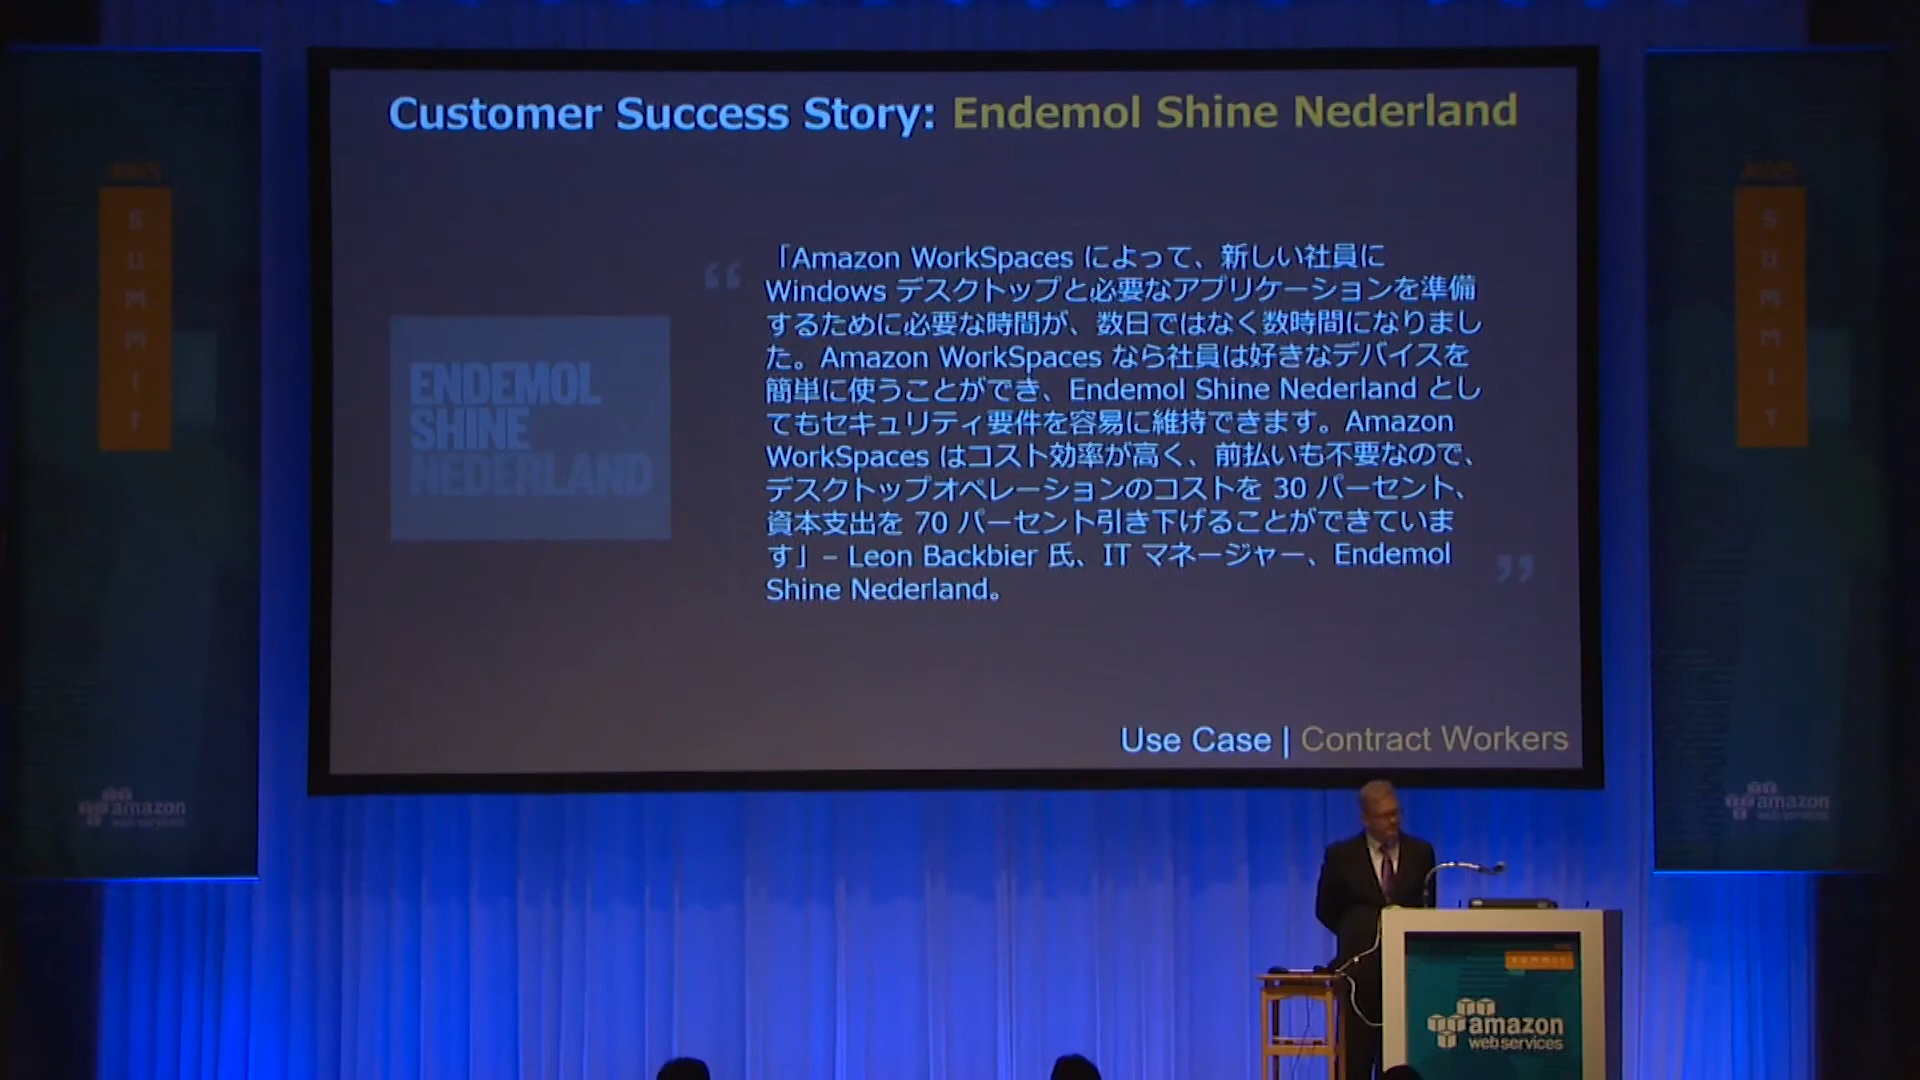 Customer Success Story: Endemol Shine Nederland
“
「Amazon WorkSpaces によって、新しい社員に
Windows デスクトップと必要なアプリケーションを準備
するために必要な時間が、数日ではなく数時間になりまし
た。Amazon WorkSpaces なら社員は好きなデバイスを
簡単に使うことができ、Endemol Shine Nederland とし
てもセキュリティ要件を容易に維持できます。Amazon
WorkSpaces はコスト効率が高く、前払いも不要なので、
デスクトップオペレーションのコストを 30 パーセント、
資本支出を 70 パーセント引き下げることができていま
す」– Leon Backbier 氏、IT マネージャー、Endemol
Shine Nederland。
”
ENDEMOL
SHINE
NEDERLAND
Use Case | Contract Workers
SUMMIT
amazon
web services
SUMMIT
amazon
web services
SUMMIT
amazon
web services